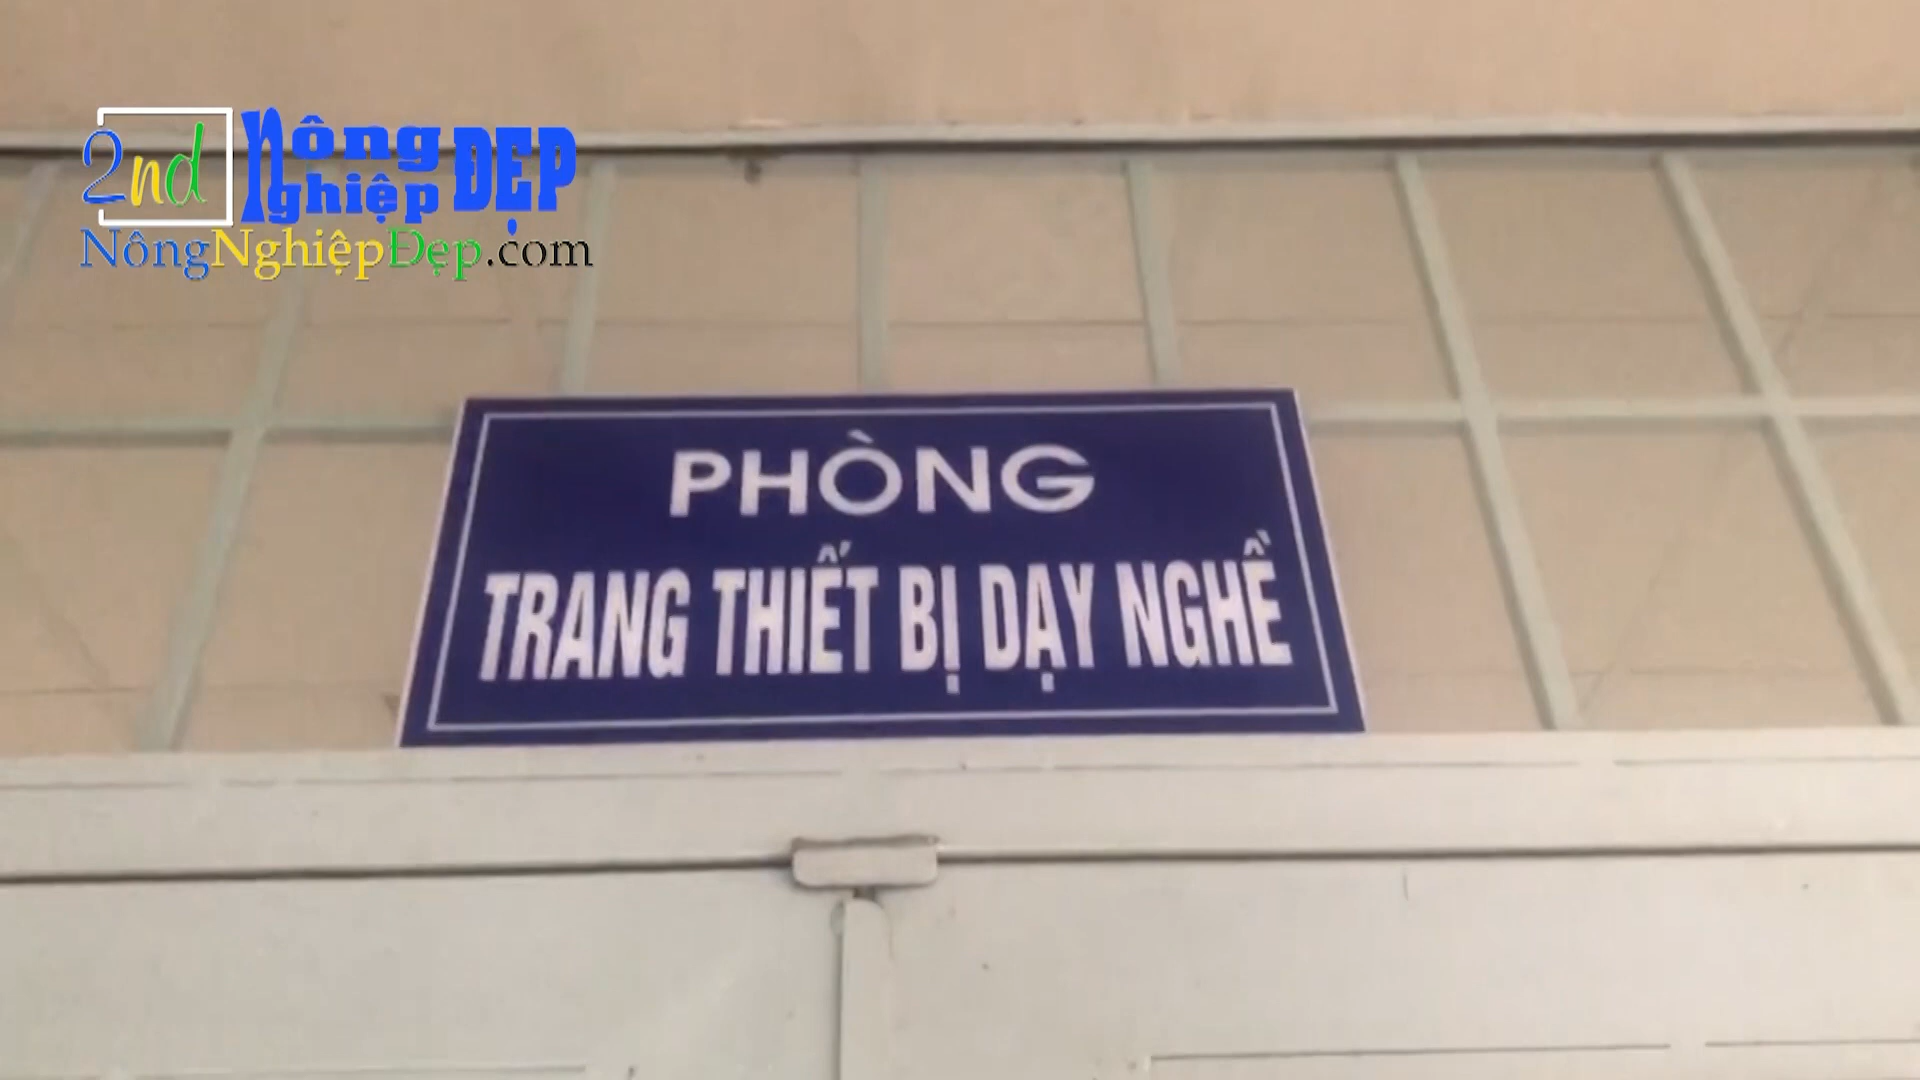 2nd Nông Nghiệp ĐẸP
NôngNghiệpĐẹp.com
PHÒNG
TRANG THIẾT BỊ DẠY NGHỀ